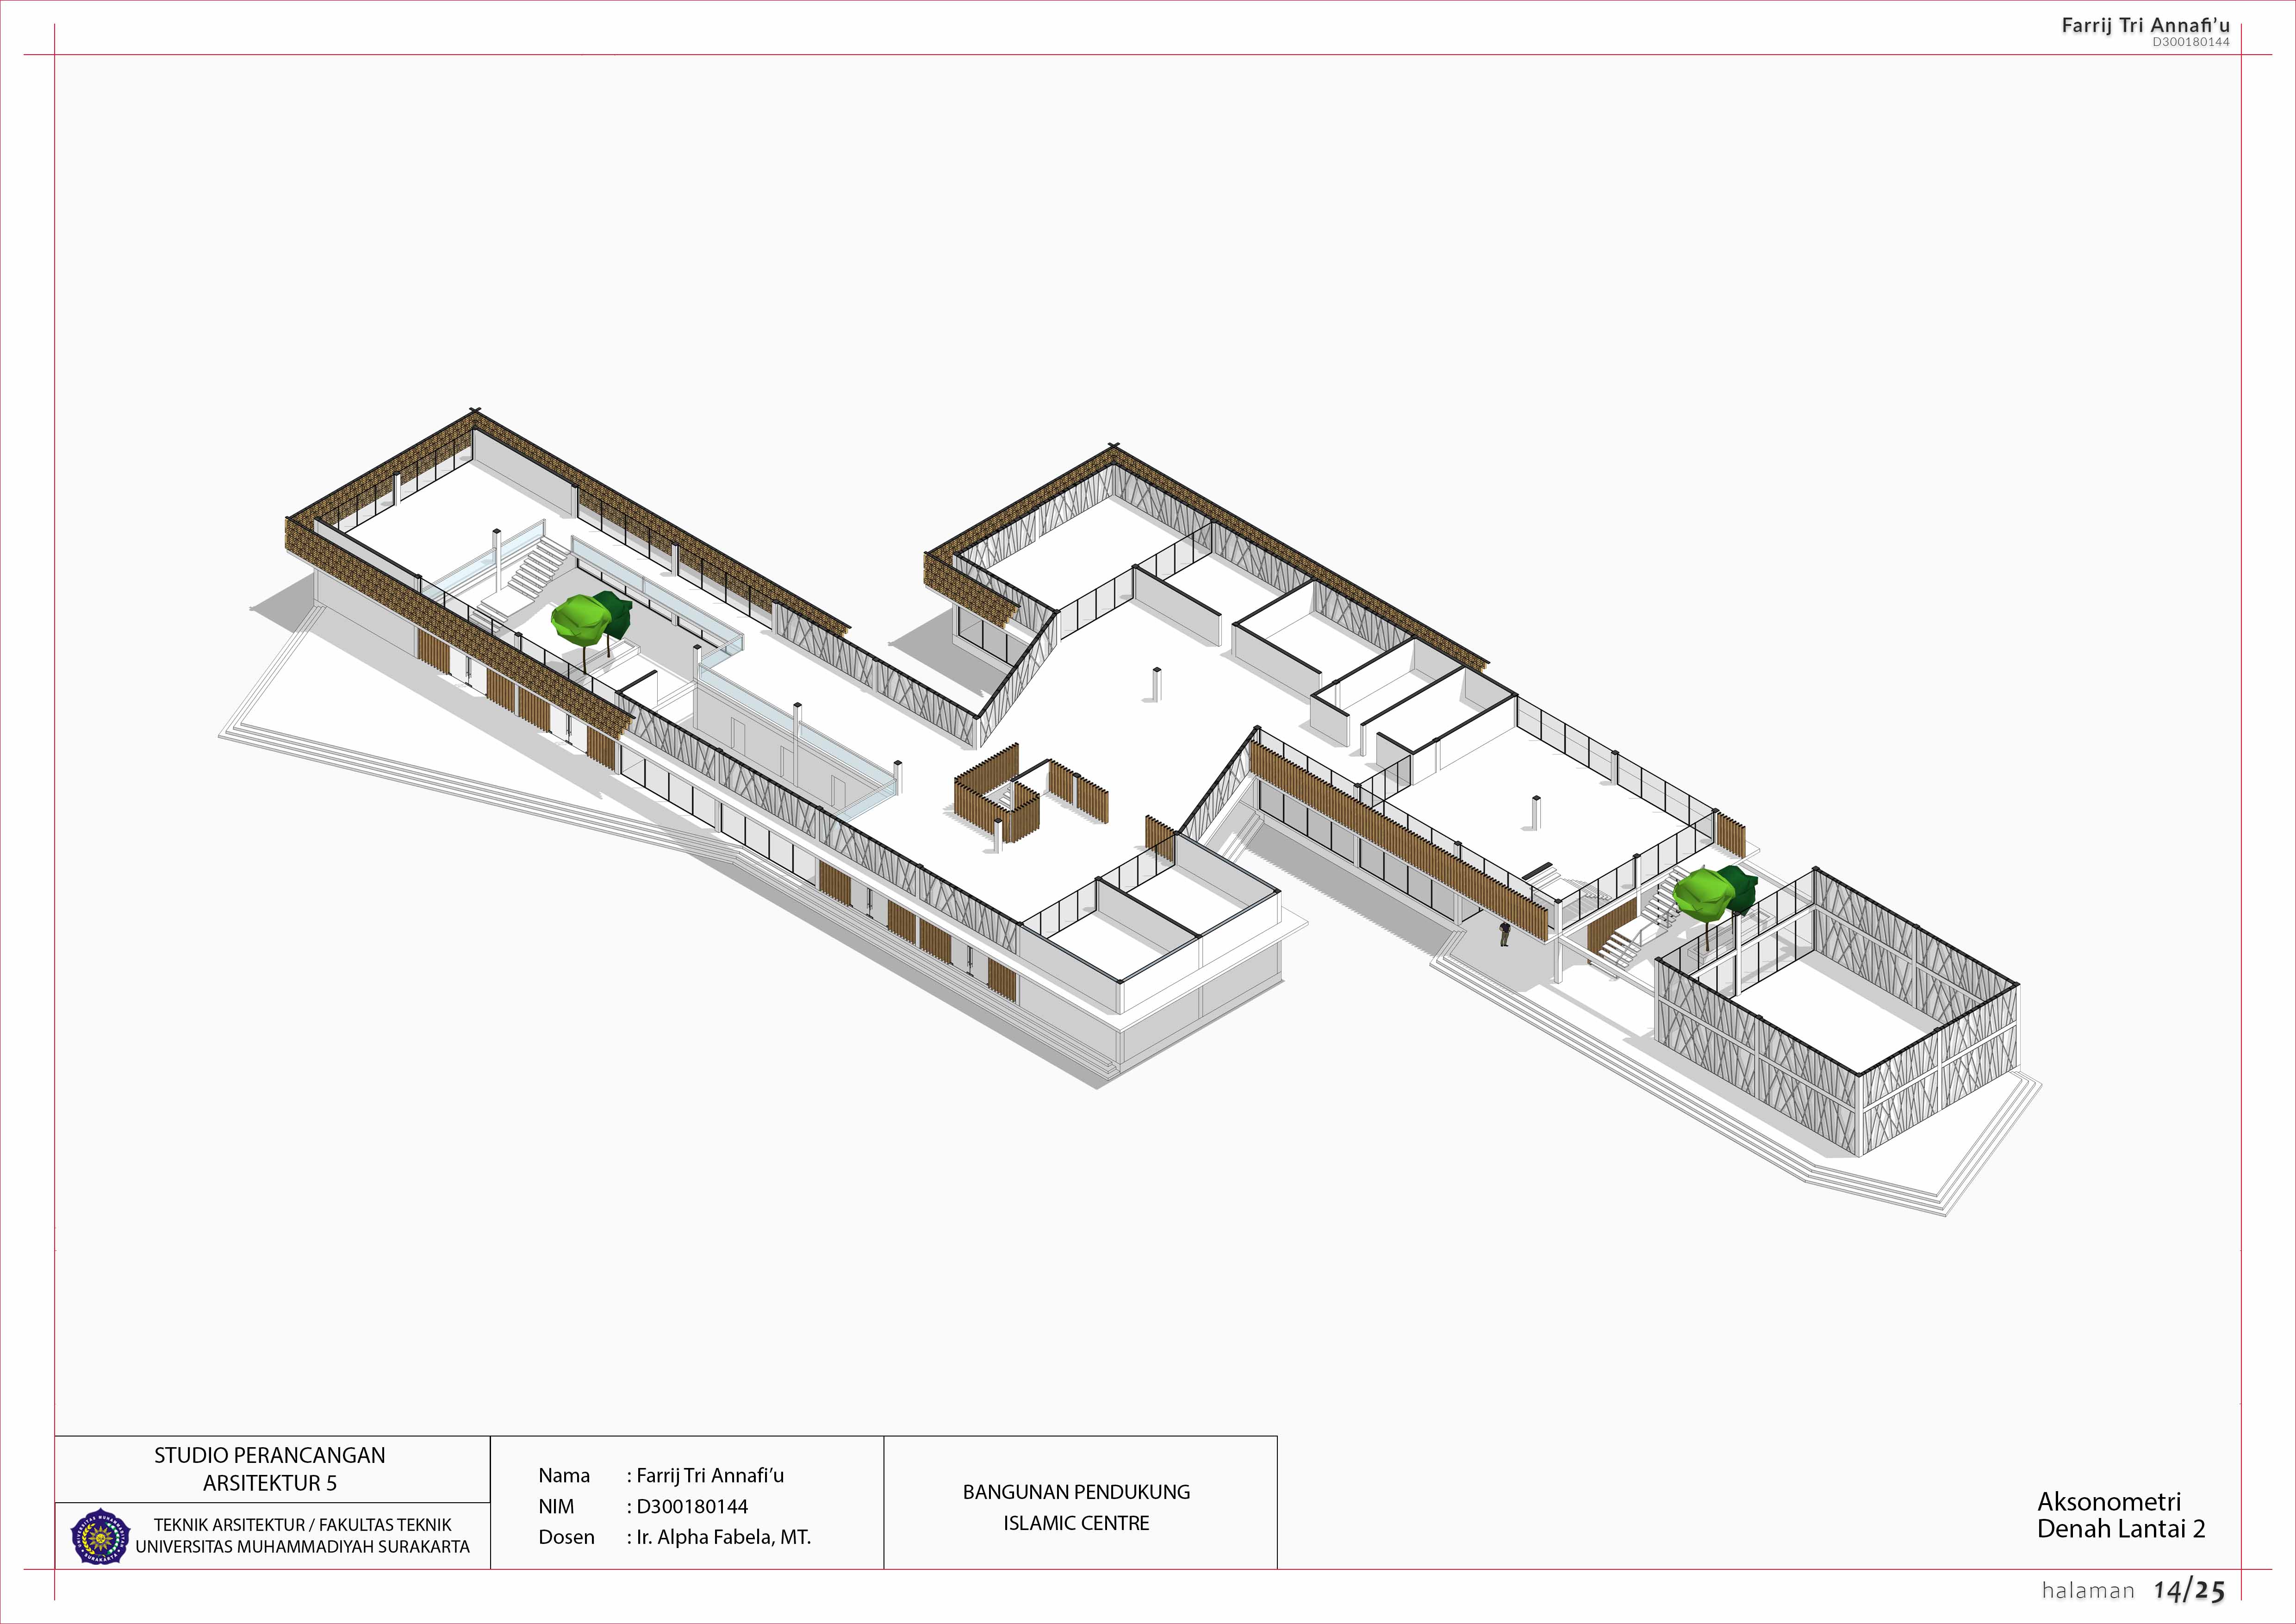 Farrij Tri Annafi'u
D300180144
STUDIO PERANCANGAN
ARSITEKTUR 5
TEKNIK ARSITEKTUR / FAKULTAS TEKNIK
UNIVERSITAS MUHAMMADIYAH SURAKARTA
Nama : Farrij Tri Annafi'u
NIM : D300180144
Dosen : Ir. Alpha Fabela, MT.
BANGUNAN PENDUKUNG
ISLAMIC CENTRE
Aksonometri
Denah Lantai 2
halaman 14/25